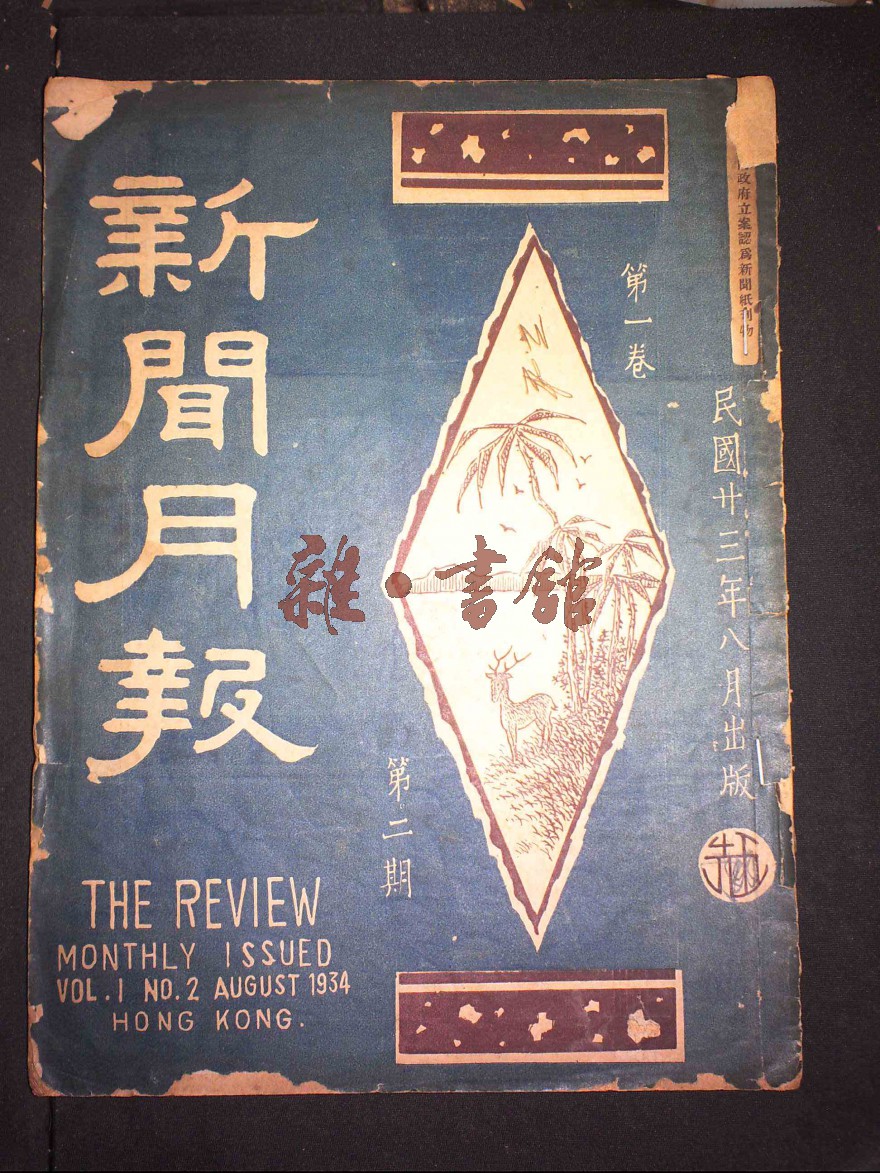 新聞月報
第一卷
第二期
政府立案認爲新聞紙刊物
民國廿三年八月出版
THE REVIEW
MONTHLY ISSUED
VOL. I NO. 2 AUGUST 1934
HONG KONG.
雜·書館